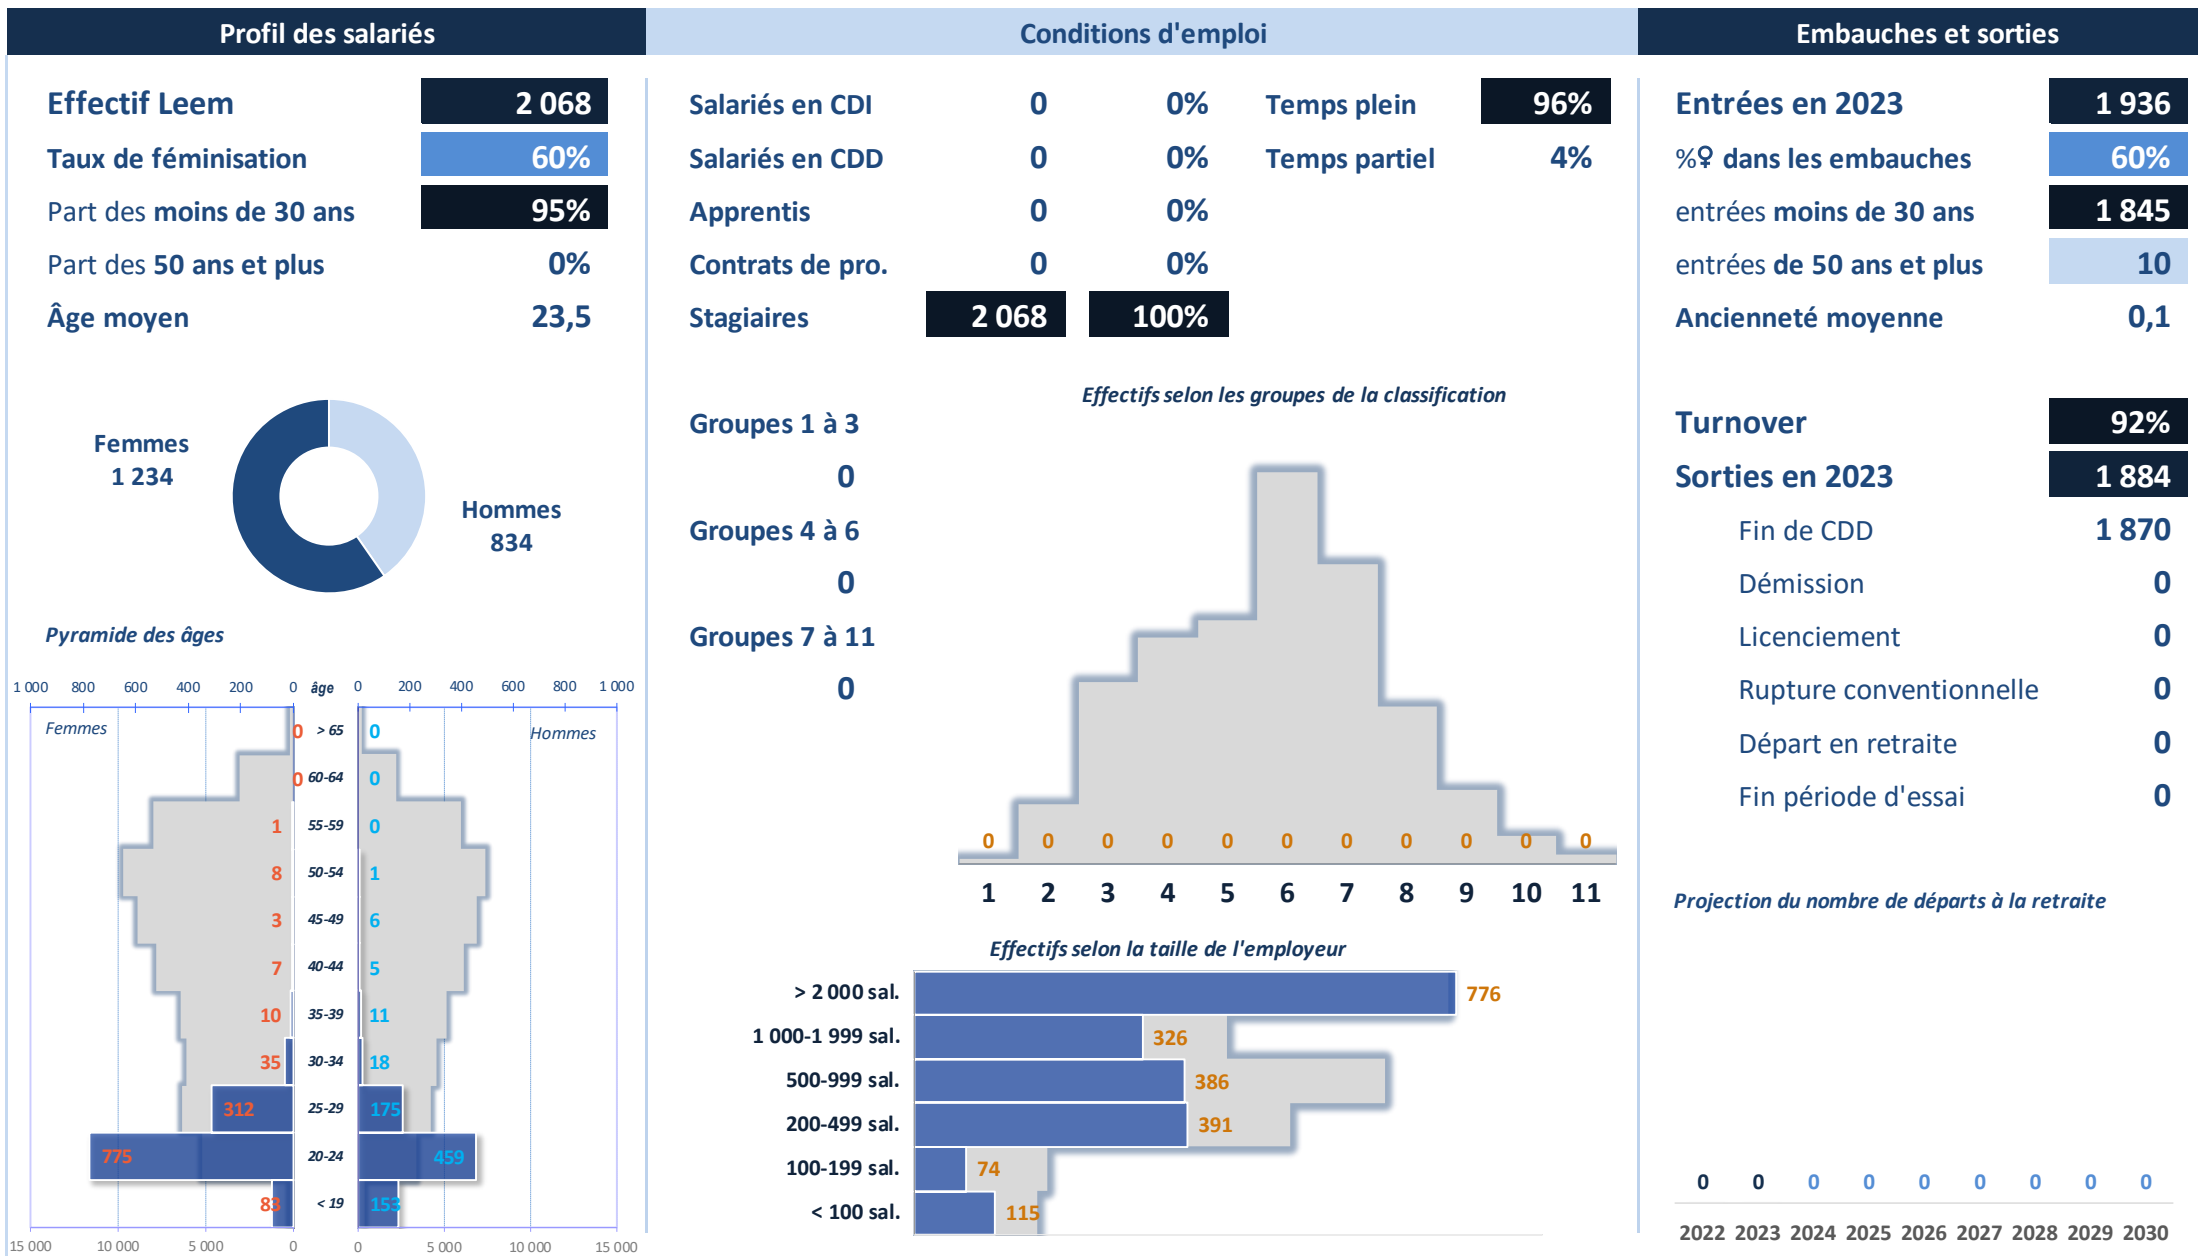 Profil des salariés
Effectif Leem 2 068
Taux de féminisation 60%
Part des moins de 30 ans 95%
Part des 50 ans et plus 0%
Âge moyen 23,5
Femmes
1 234
Hommes
834
Pyramide des âges
1 000 800 600 400 200 0 âge 0 200 400 600 800 1 000
Femmes Hommes
0 > 65 0
0 60-64 0
1 55-59 0
8 50-54 1
3 45-49 6
7 40-44 5
10 35-39 11
35 30-34 18
312 25-29 175
775 20-24 459
83 < 19 153
15 000 10 000 5 000 0 0 5 000 10 000 15 000
Conditions d'emploi
Salariés en CDI 0 0% Temps plein 96%
Salariés en CDD 0 0% Temps partiel 4%
Apprentis 0 0%
Contrats de pro. 0 0%
Stagiaires 2 068 100%
Groupes 1 à 3
0
Groupes 4 à 6
0
Groupes 7 à 11
0
Effectifs selon les groupes de la classification
0 0 0 0 0 0 0 0 0 0 0
1 2 3 4 5 6 7 8 9 10 11
Effectifs selon la taille de l'employeur
> 2 000 sal. 776
1 000-1 999 sal. 326
500-999 sal. 386
200-499 sal. 391
100-199 sal. 74
< 100 sal. 115
Embauches et sorties
Entrées en 2023 1 936
%♀ dans les embauches 60%
entrées moins de 30 ans 1 845
entrées de 50 ans et plus 10
Ancienneté moyenne 0,1
Turnover 92%
Sorties en 2023 1 884
Fin de CDD 1 870
Démission 0
Licenciement 0
Rupture conventionnelle 0
Départ en retraite 0
Fin période d'essai 0
Projection du nombre de départs à la retraite
0 0 0 0 0 0 0 0 0
2022 2023 2024 2025 2026 2027 2028 2029 2030